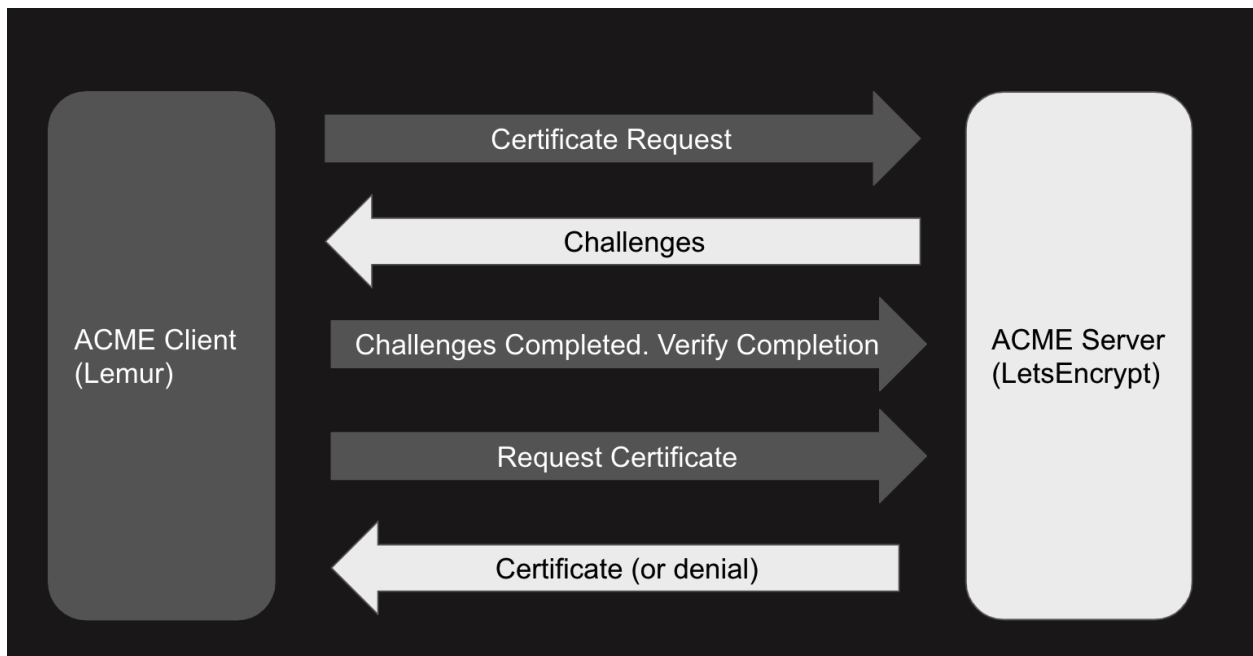 Certificate Request
Challenges
ACME Client
(Lemur)
Challenges Completed. Verify Completion
ACME Server
(LetsEncrypt)
Request Certificate
Certificate (or denial)